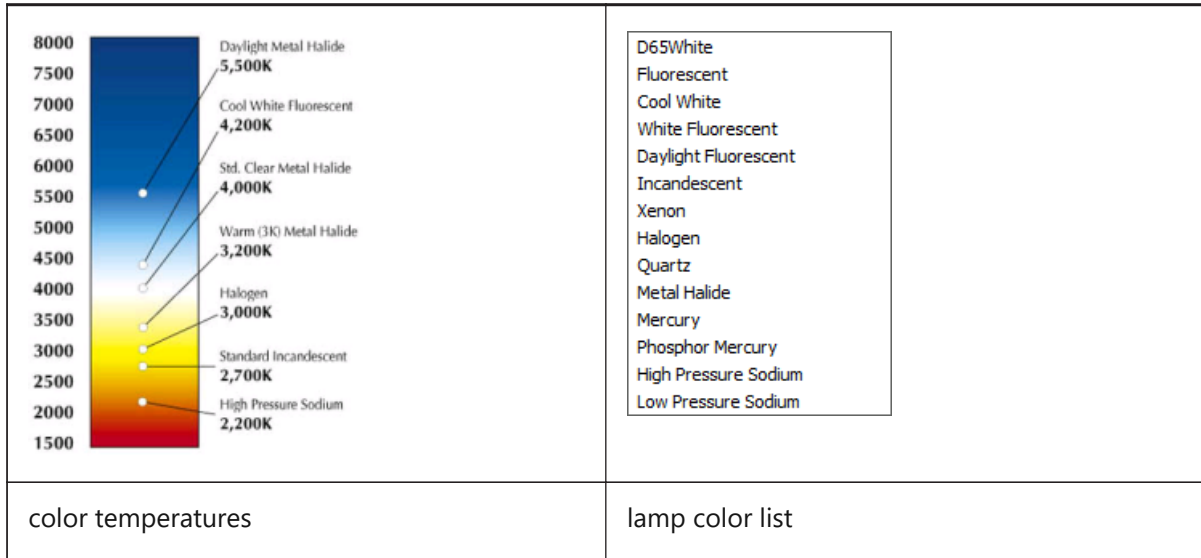 8000
7500
7000
6500
6000
5500
5000
4500
4000
3500
3000
2500
2000
1500
Daylight Metal Halide
5,500K
Cool White Fluorescent
4,200K
Std. Clear Metal Halide
4,000K
Warm (3K) Metal Halide
3,200K
Halogen
3,000K
Standard Incandescent
2,700K
High Pressure Sodium
2,200K
color temperatures
D65White
Fluorescent
Cool White
White Fluorescent
Daylight Fluorescent
Incandescent
Xenon
Halogen
Quartz
Metal Halide
Mercury
Phosphor Mercury
High Pressure Sodium
Low Pressure Sodium
lamp color list